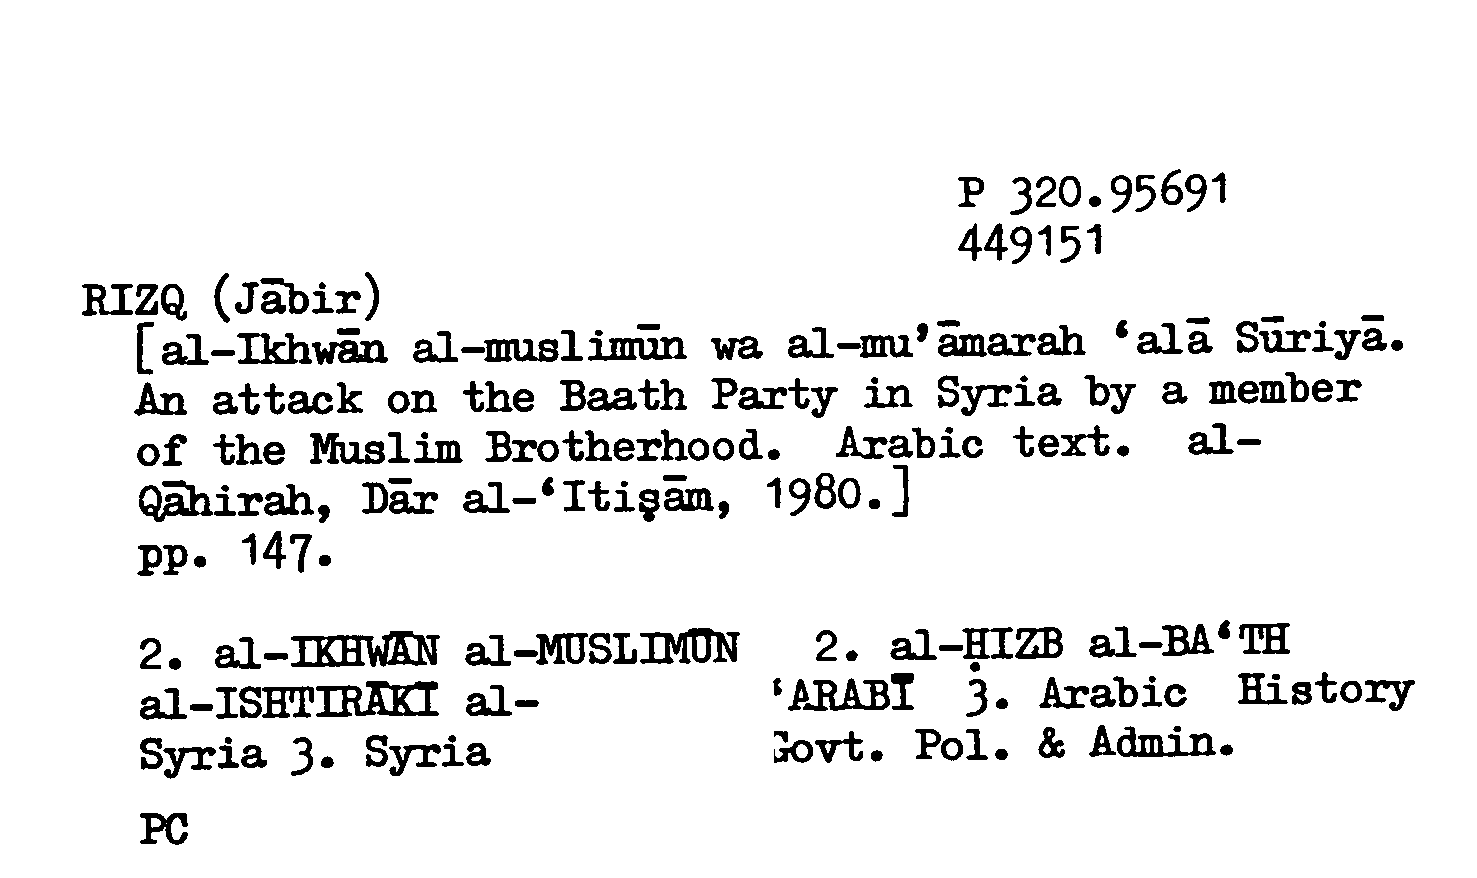 P 320.95691
449151
RIZQ (Jābir)
[al-Ikhwān al-muslimūn wa al-mu’āmarah ‘alā Sūriyā.
An attack on the Baath Party in Syria by a member
of the Muslim Brotherhood. Arabic text. al-
Qāhirah, Dār al-‘Itiṣām, 1980.]
pp. 147.
2. al-IKHWĀN al-MUSLIMŪN 2. al-ḤIZB al-BA‘TH
al-ISHTIRĀKĪ al- ‘ARABĪ 3. Arabic History
Syria 3. Syria Govt. Pol. & Admin.
PC